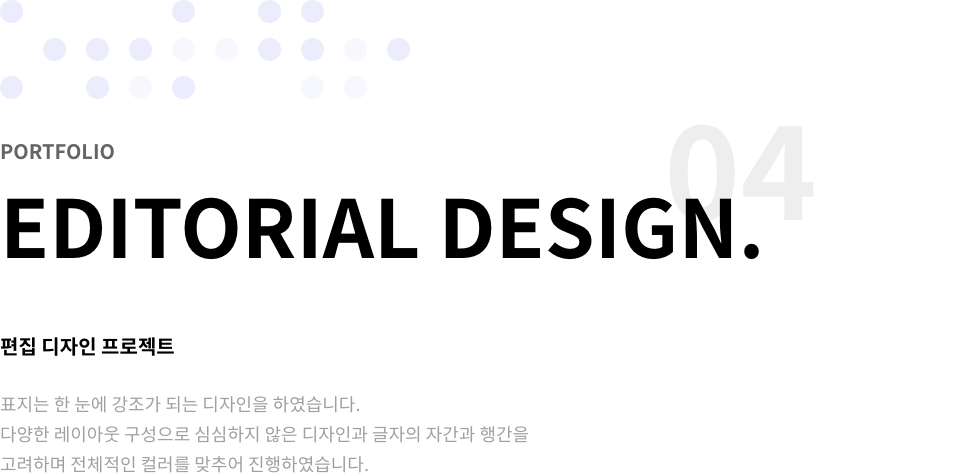 PORTFOLIO
04
EDITORIAL DESIGN.
편집 디자인 프로젝트
표지는 한 눈에 강조가 되는 디자인을 하였습니다.
다양한 레이아웃 구성으로 심심하지 않은 디자인과 글자의 자간과 행간을
고려하며 전체적인 컬러를 맞추어 진행하였습니다.